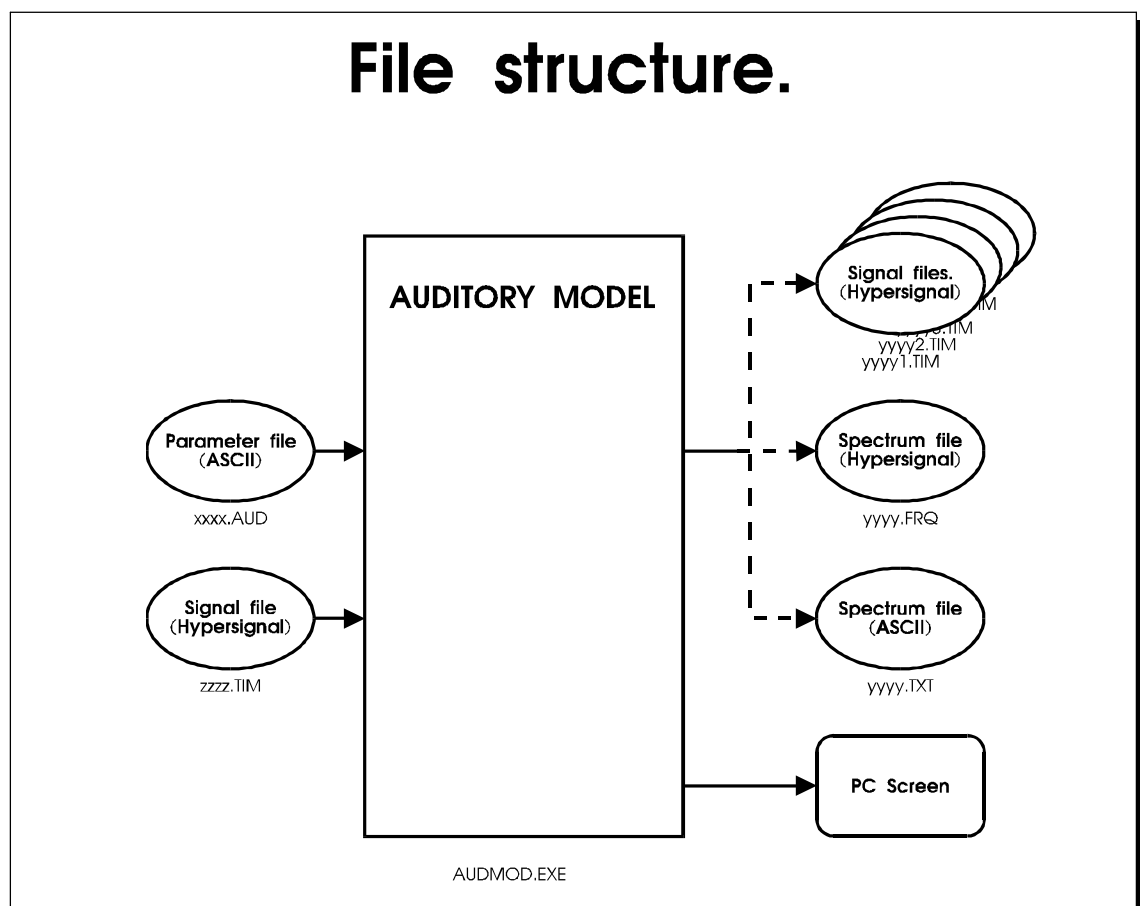 File structure.
AUDITORY MODEL
Signal files.
(Hypersignal)
yyyy2.TIM
yyyy1.TIM
Parameter file
(ASCII)
xxxx.AUD
Spectrum file
(Hypersignal)
yyyy.FRQ
Signal file
(Hypersignal)
zzzz.TIM
Spectrum file
(ASCII)
yyyy.TXT
PC Screen
AUDMOD.EXE